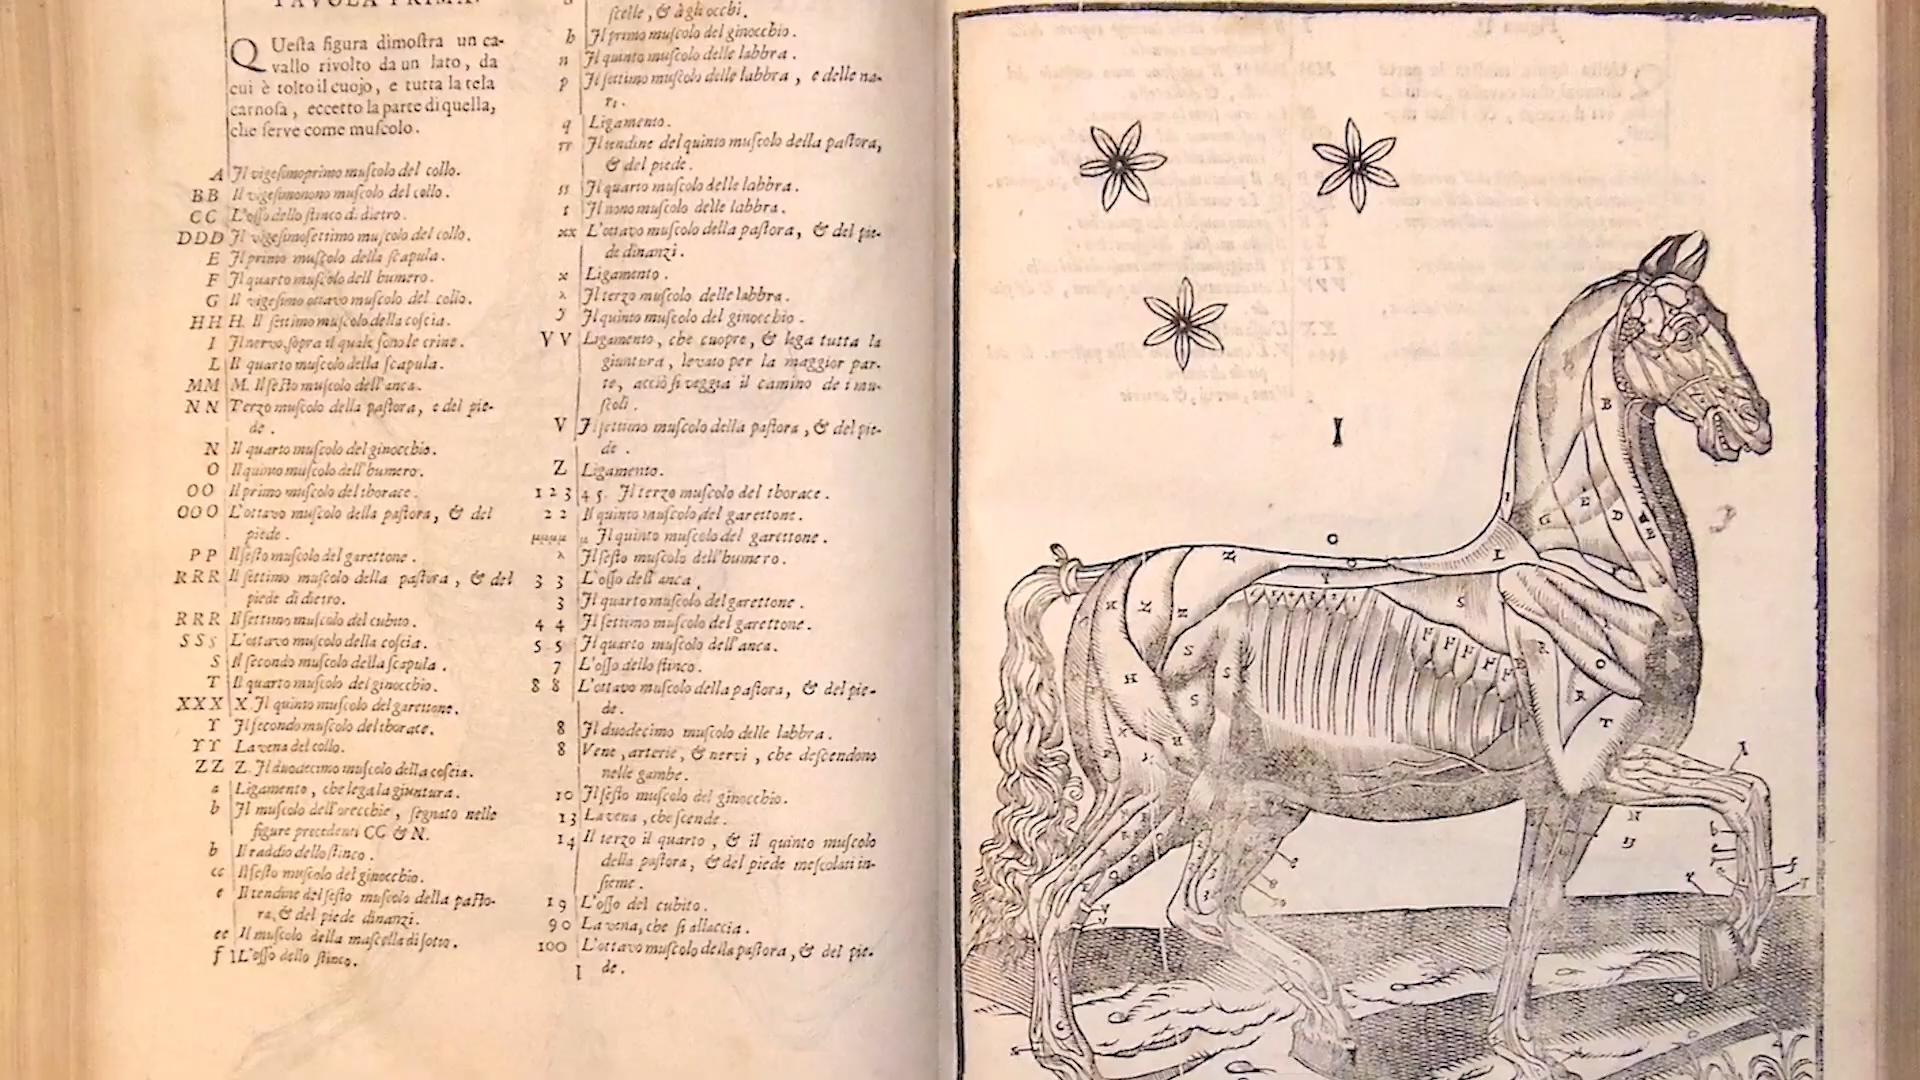 TAVOLA PRIMA.
QUesta figura dimostra un ca-
vallo rivolto da un lato, da
cui è tolto il cuojo, e tutta la tela
carnosa, eccetto la parte di quella,
che serve come muscolo.
A Il vigesimoprimo muscolo del collo.
BB Il vigesimonono muscolo del collo.
CC L'osso dello stinco di dietro.
DDD Il vigesimosettimo muscolo del collo.
E Il primo muscolo della scapula.
F Il quarto muscolo dell humero.
G Il vigesimo ottavo muscolo del collo.
HH H. Il settimo muscolo della coscia.
I Il nervo, sopra il quale sono le crine.
L Il quarto muscolo della scapula.
MM M. Il sesto muscolo dell'anca.
NN Terzo muscolo della pastora, e del pie-
de.
N Il quarto muscolo del ginocchio.
O Il quinto muscolo dell'humero.
OO Il primo muscolo del thorace.
OOO L'ottavo muscolo della pastora, & del
piede.
PP Il sesto muscolo del garettone.
RRR Il settimo muscolo della pastora, & del
piede di dietro.
RRR Il settimo muscolo del cubito.
SSS L'ottavo muscolo della coscia.
S Il secondo muscolo della scapula.
T Il quarto muscolo del ginocchio.
XXX X. Il quinto muscolo del garettone.
Y Il secondo muscolo del thorace.
YY La vena del collo.
ZZ Z. Il duodecimo muscolo della coscia.
a Ligamento, che lega la giuntura.
b Il muscolo dell'orecchie, segnato nelle
figure precedenti CC & N.
b Il raddio dello stinco.
cc Il sesto muscolo del ginocchio.
e Il tendine del sesto muscolo della pasto-
ra, & del piede dinanzi.
ee Il muscolo della mascella di sotto.
f L'osso dello stinco.
scelle, & à gli occhi.
h Il primo muscolo del ginocchio.
n Il quinto muscolo delle labbra.
p Il settimo muscolo delle labbra, e delle na-
ri.
q Ligamento.
rr Il tendine del quinto muscolo della pastora,
& del piede.
ss Il quarto muscolo delle labbra.
t Il nono muscolo delle labbra.
xx L'ottavo muscolo della pastora, & del pie-
de dinanzi.
x Ligamento.
λ Il terzo muscolo delle labbra.
y Il quinto muscolo del ginocchio.
VV Ligamento, che cuopre, & lega tutta la
giuntura, levato per la maggior par-
te, acciò si veggia il camino de i mu-
scoli.
V Il settimo muscolo della pastora, & del pie-
de.
Z Ligamento.
1 2 3 4 5. Il terzo muscolo del thorace.
2 2 Il quinto muscolo del garettone.
μμμμ μ Il quinto muscolo del garettone.
λ Il sesto muscolo dell'humero.
3 3 L'osso dell'anca.
3 Il quarto muscolo del garettone.
4 4 Il settimo muscolo del garettone.
5 5 Il quarto muscolo dell'anca.
7 L'osso dello stinco.
8 8 L'ottavo muscolo della pastora, & del pie-
de.
8 Il duodecimo muscolo delle labbra.
8 Vene, arterie, & nervi, che descendono
nelle gambe.
10 Il sesto muscolo del ginocchio.
13 La vena, che scende.
14 Il terzo il quarto, & il quinto muscolo
della pastora, & del piede mescolati in-
sieme.
19 L'osso del cubito.
90 La vena, che si allaccia.
100 L'ottavo muscolo della pastora, & del pie-
de.
I
I
B
I
G E D
L
O
Z
Y
X Z Z
S
S S
S
H
F F F F F
R
O
R
T
X H
N